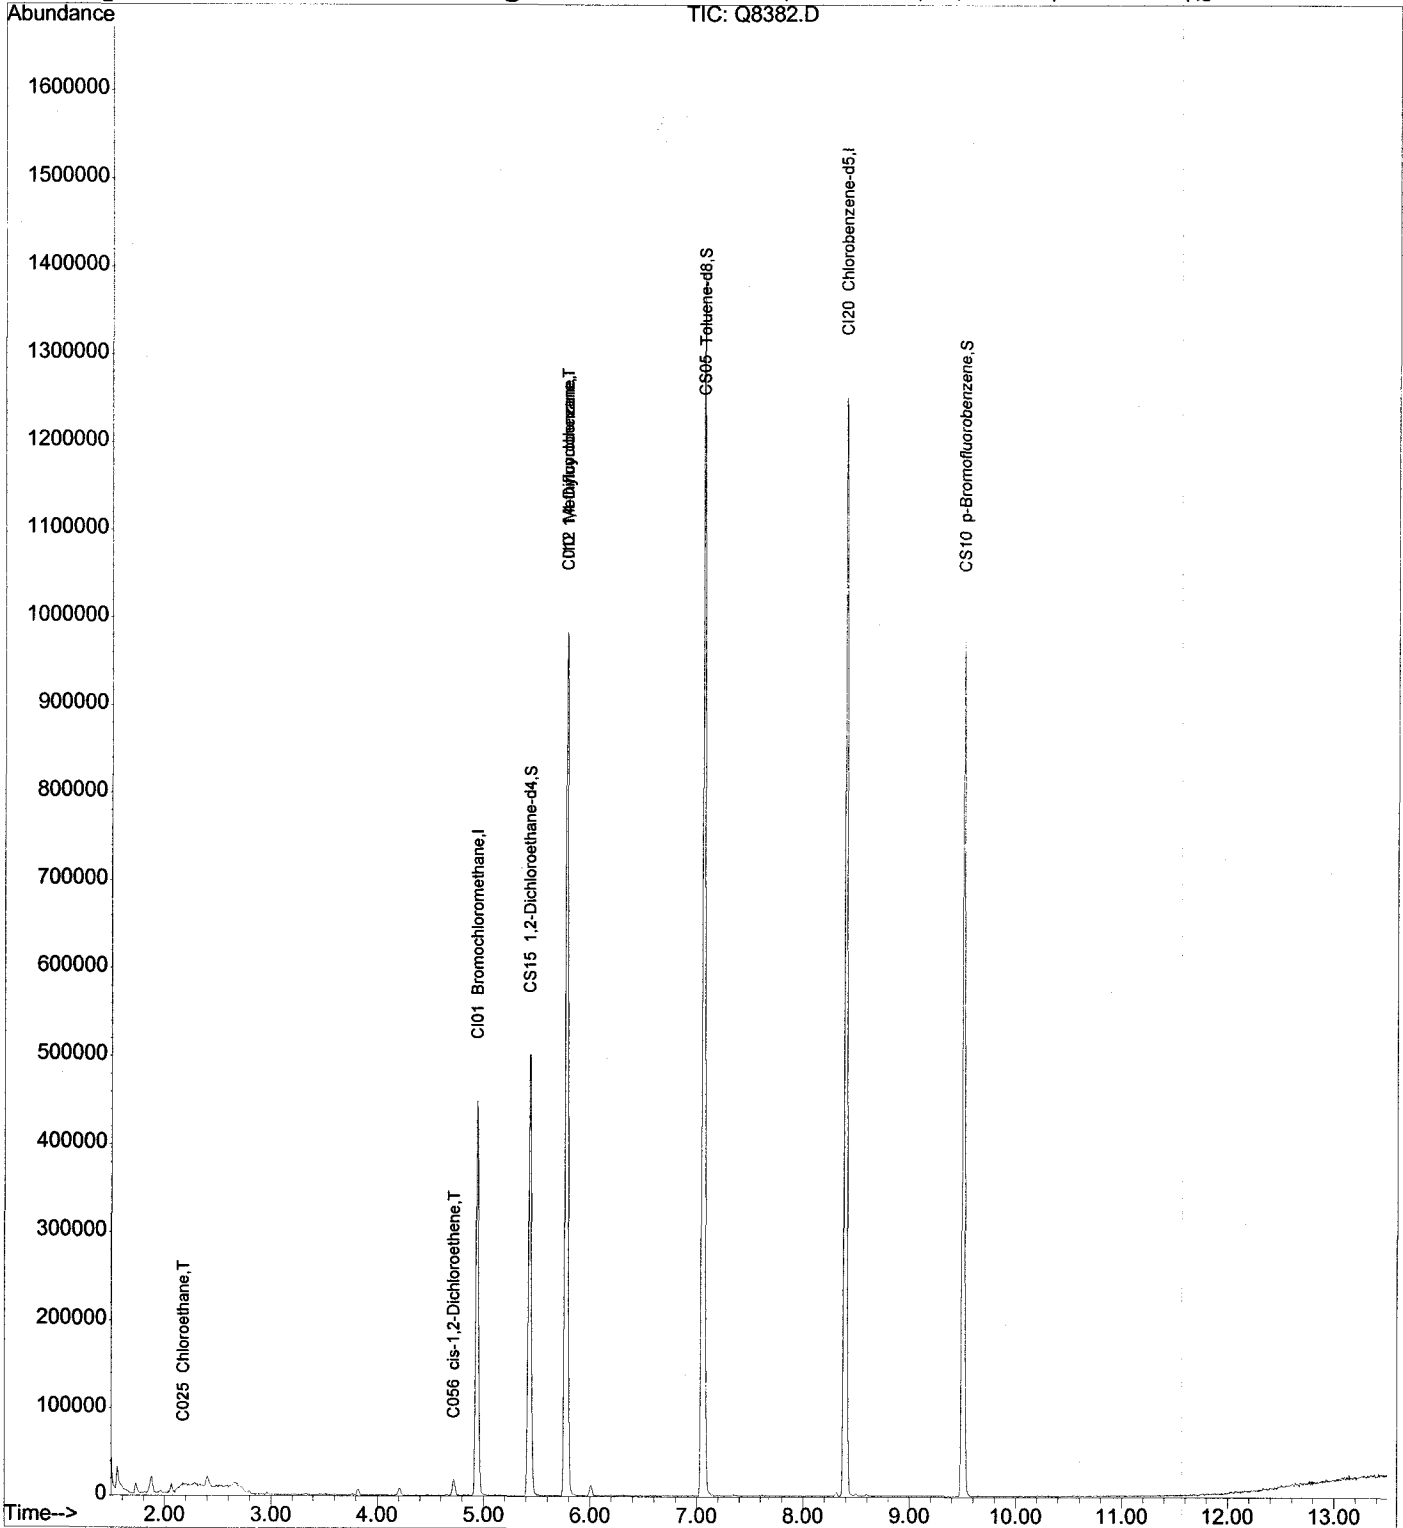 Abundance
TIC: Q8382.D
1600000
1500000
1400000
1300000
1200000
1100000
1000000
900000
800000
700000
600000
500000
400000
300000
200000
100000
0
C025 Chloroethane,T
C056 cis-1,2-Dichloroethene,T
CI01 Bromochloromethane,I
CS15 1,2-Dichloroethane-d4,S
CS05 Toluene-d8,S
CI20 Chlorobenzene-d5,I
CS10 p-Bromofluorobenzene,S
Time-->
2.00 3.00 4.00 5.00 6.00 7.00 8.00 9.00 10.00 11.00 12.00 13.00